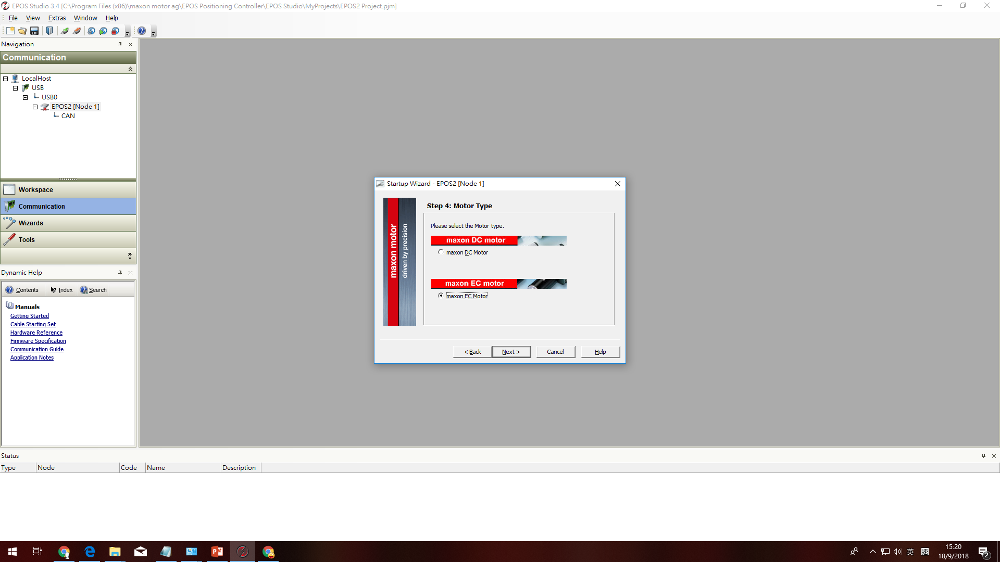 EPOS Studio 3.4 [C:\Program Files (x86)\maxon motor ag\EPOS Positioning Controller\EPOS Studio\MyProjects\EPOS2 Project.pjm]
File View Extras Window Help
Navigation
Communication
LocalHost
USB
USB0
EPOS2 [Node 1]
CAN
Workspace
Communication
Wizards
Tools
Dynamic Help
Contents Index Search
Manuals
Getting Started
Cable Starting Set
Hardware Reference
Firmware Specification
Communication Guide
Application Notes
Startup Wizard - EPOS2 [Node 1]
maxon motor
driven by precision
Step 4: Motor Type
Please select the Motor type.
maxon DC motor
maxon DC Motor
maxon EC motor
maxon EC Motor
< Back Next > Cancel Help
Status
Type Node Code Name Description
英 速
15:20
18/9/2018
2